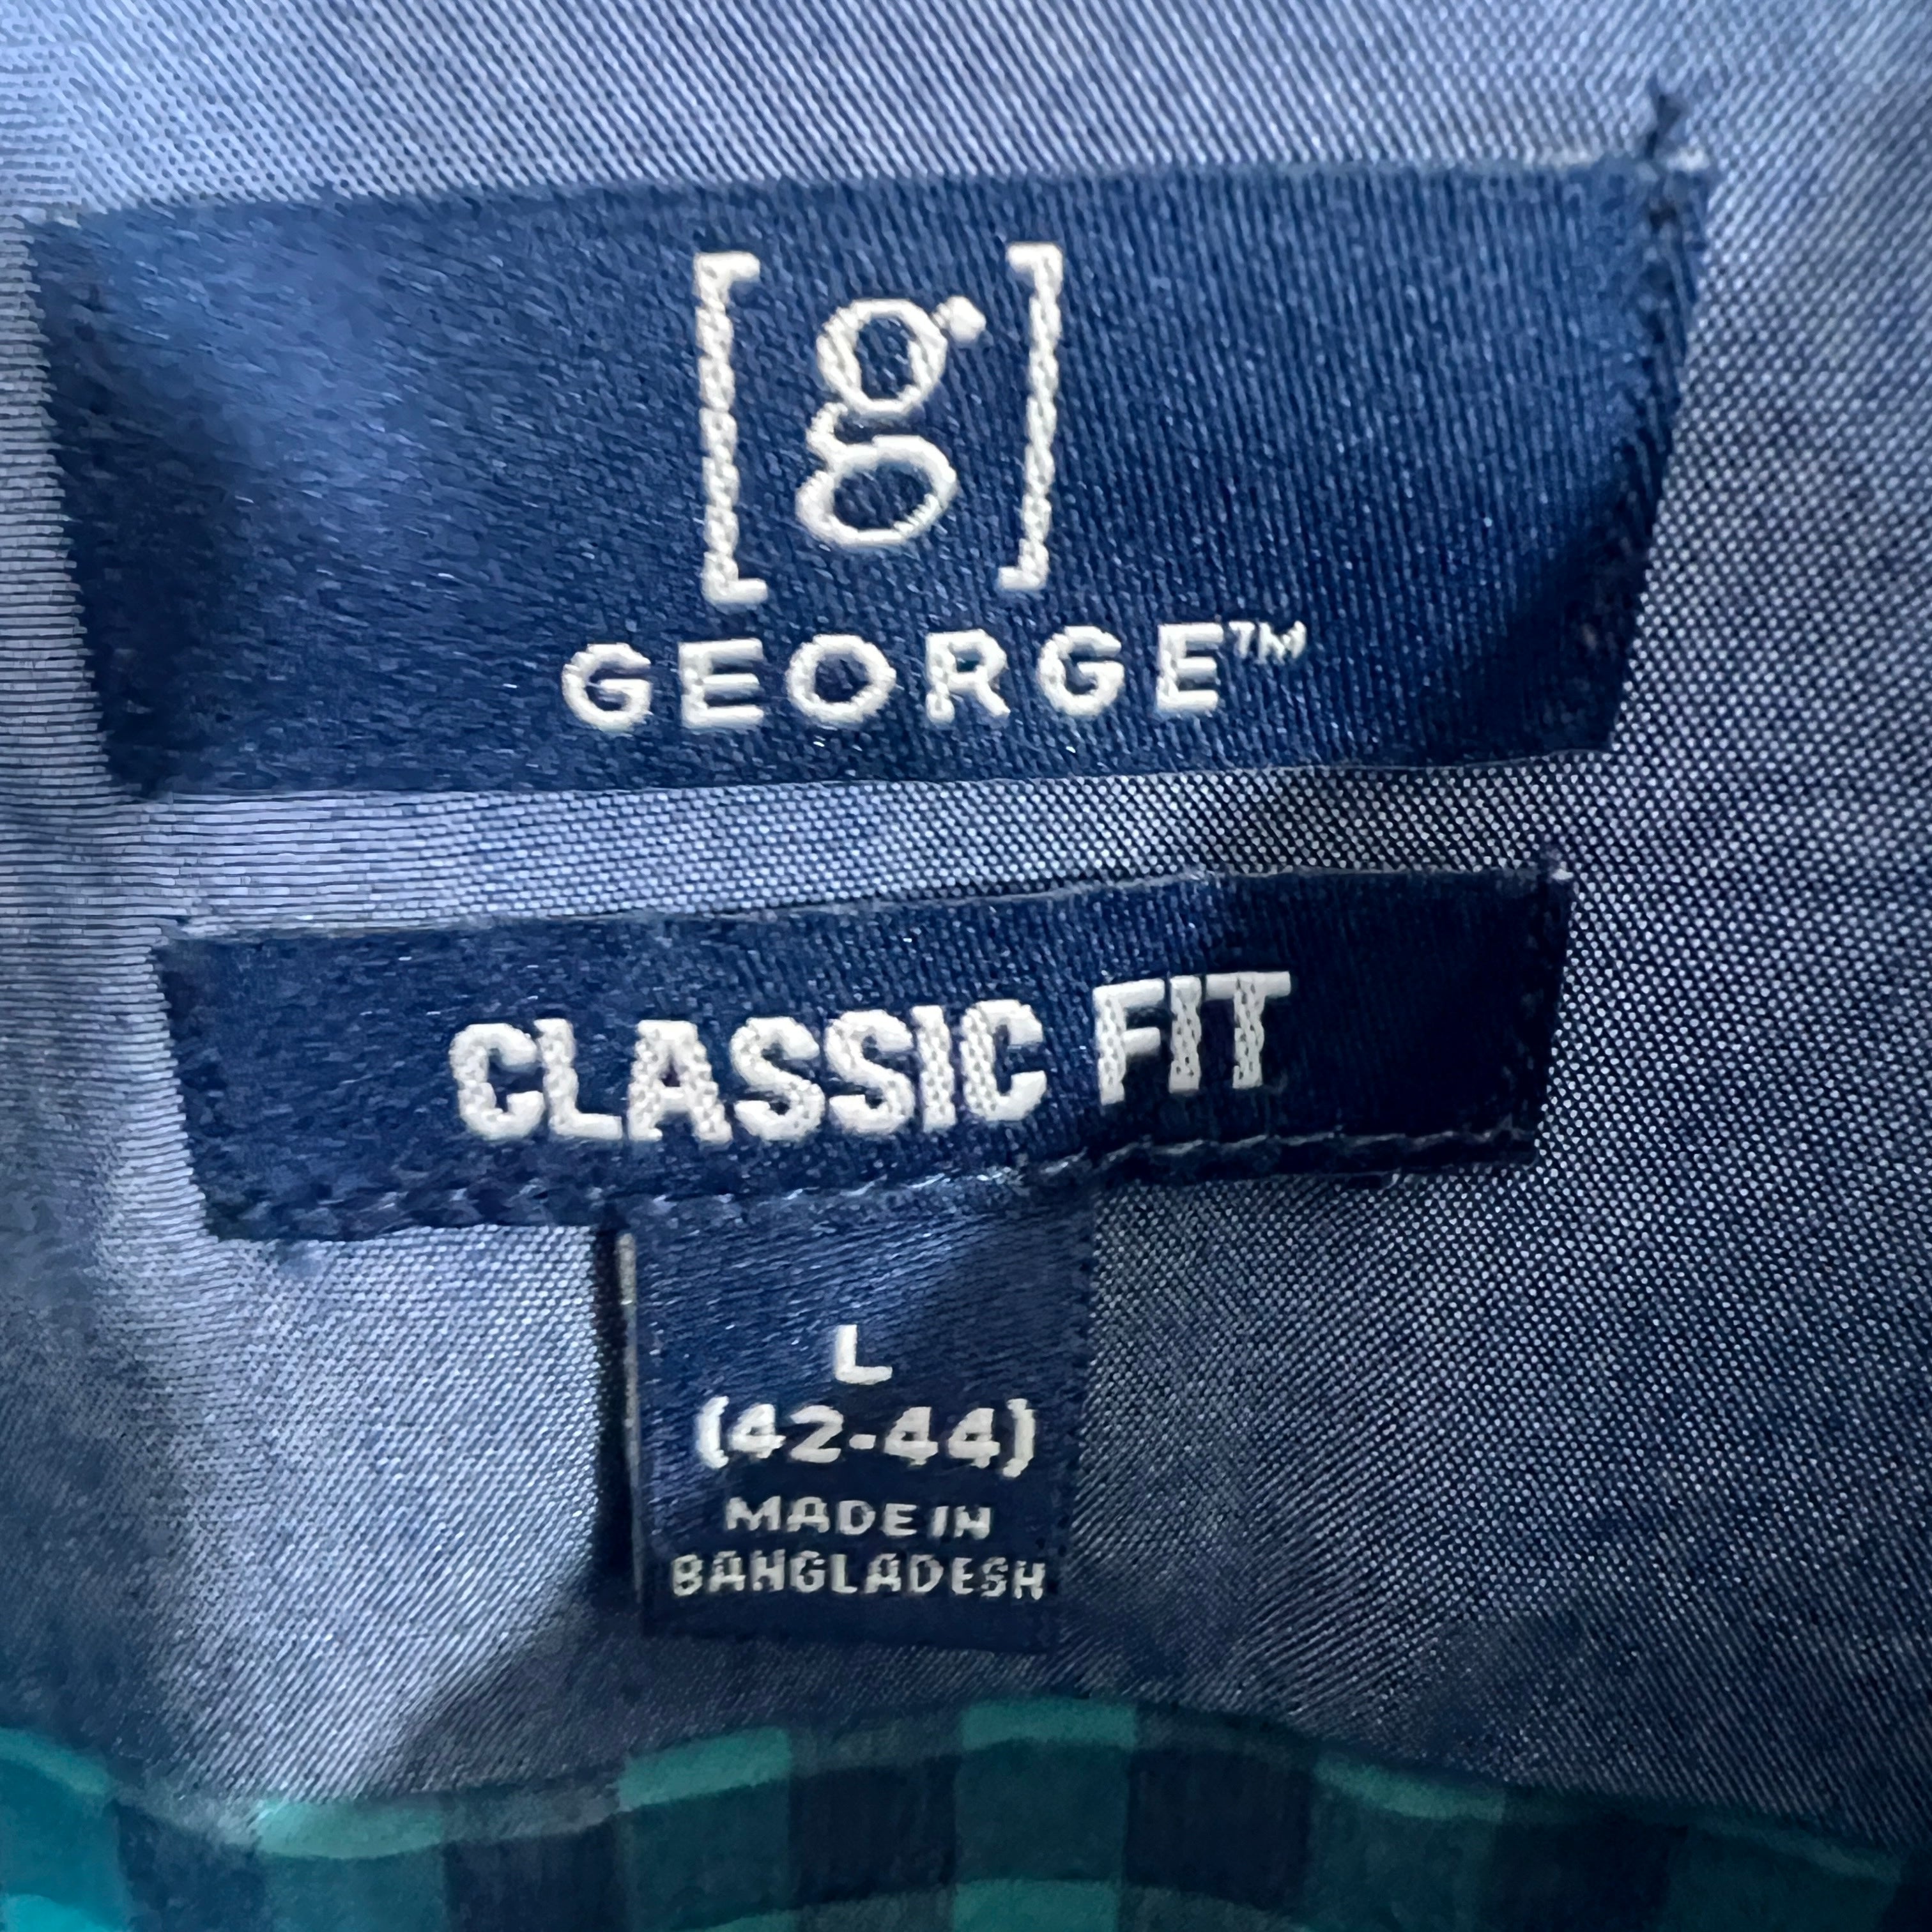 [g]
GEORGE™
CLASSIC FIT
L
(42-44)
MADE IN
BANGLADESH